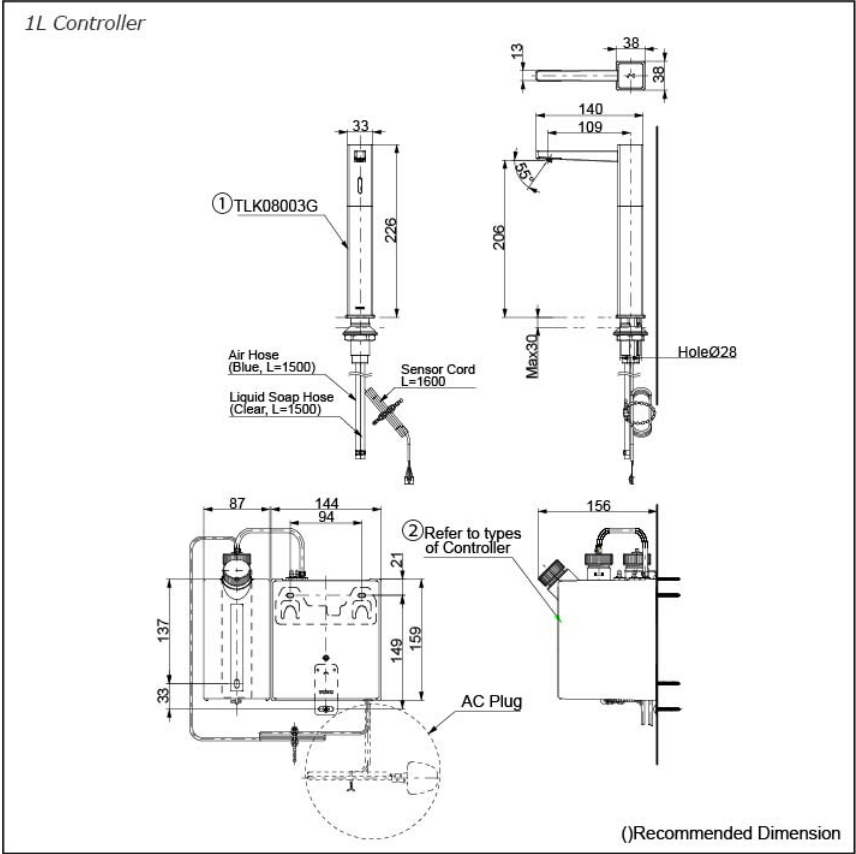 1L Controller
13
38
38
140
109
33
55°
①TLK08003G
226
206
Max30
HoleØ28
Air Hose
(Blue, L=1500)
Sensor Cord
L=1600
Liquid Soap Hose
(Clear, L=1500)
87
144
94
156
②Refer to types
of Controller
21
137
149
159
33
AC Plug
()Recommended Dimension